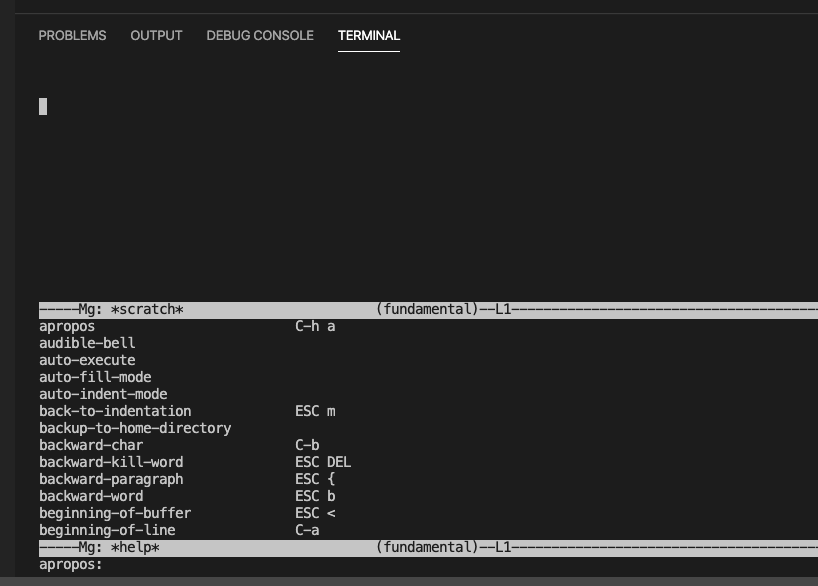 PROBLEMS OUTPUT DEBUG CONSOLE TERMINAL
-----Mg: *scratch* (fundamental)--L1--------------------------------------
apropos C-h a
audible-bell
auto-execute
auto-fill-mode
auto-indent-mode
back-to-indentation ESC m
backup-to-home-directory
backward-char C-b
backward-kill-word ESC DEL
backward-paragraph ESC {
backward-word ESC b
beginning-of-buffer ESC <
beginning-of-line C-a
-----Mg: *help* (fundamental)--L1--------------------------------------
apropos: